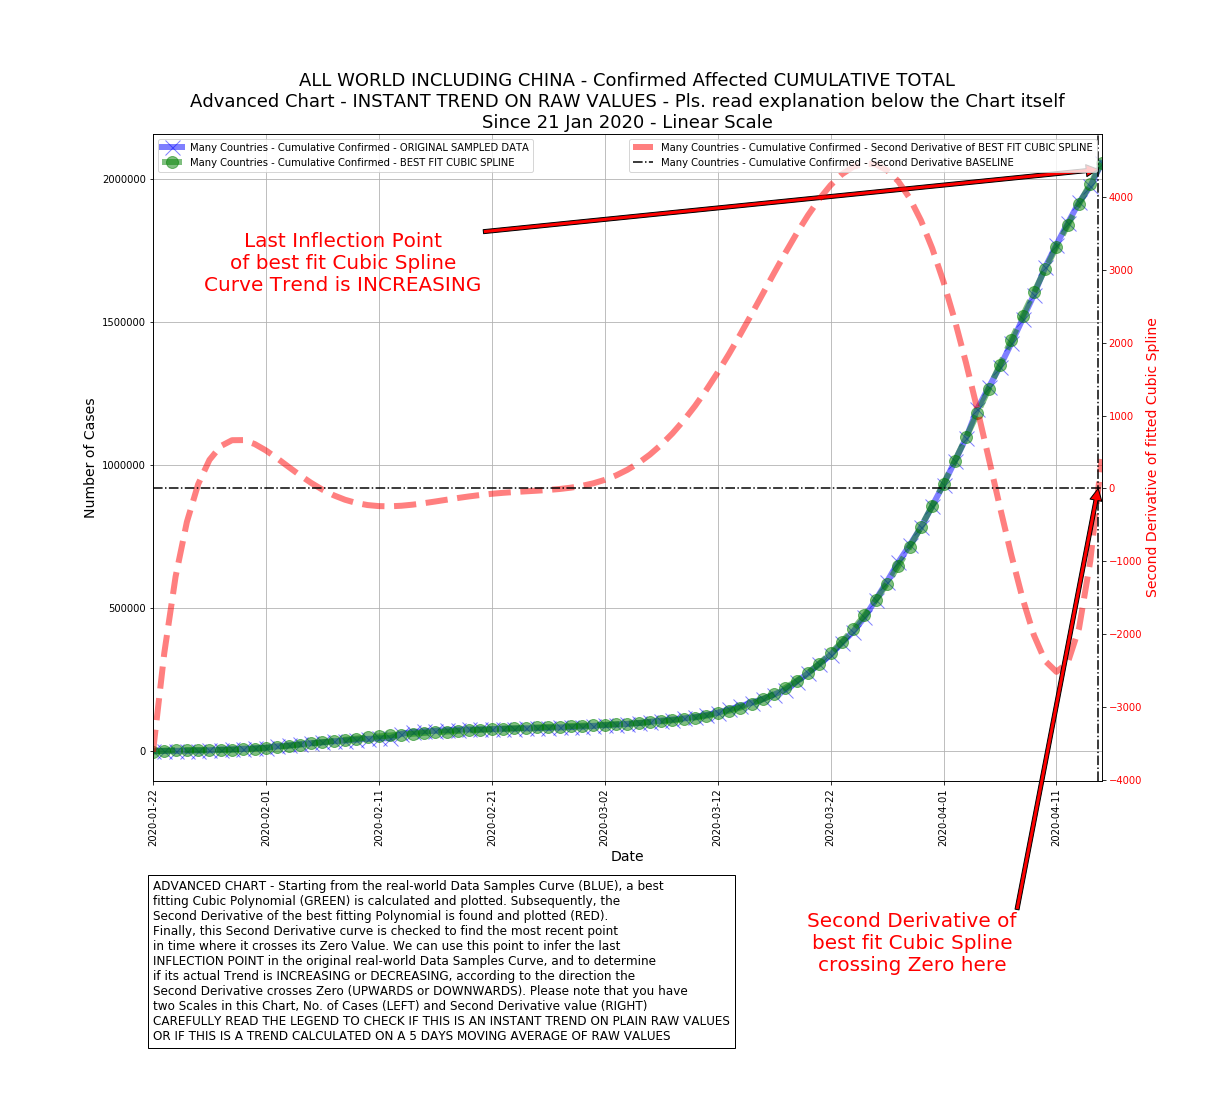 ALL WORLD INCLUDING CHINA - Confirmed Affected CUMULATIVE TOTAL
Advanced Chart - INSTANT TREND ON RAW VALUES - Pls. read explanation below the Chart itself
Since 21 Jan 2020 - Linear Scale
Many Countries - Cumulative Confirmed - ORIGINAL SAMPLED DATA
Many Countries - Cumulative Confirmed - BEST FIT CUBIC SPLINE
Many Countries - Cumulative Confirmed - Second Derivative of BEST FIT CUBIC SPLINE
Many Countries - Cumulative Confirmed - Second Derivative BASELINE
Last Inflection Point
of best fit Cubic Spline
Curve Trend is INCREASING
Number of Cases
2000000
1500000
1000000
500000
0
4000
3000
2000
1000
0
−1000
−2000
−3000
−4000
Second Derivative of fitted Cubic Spline
2020-01-22
2020-02-01
2020-02-11
2020-02-21
2020-03-02
2020-03-12
2020-03-22
2020-04-01
2020-04-11
Date
ADVANCED CHART - Starting from the real-world Data Samples Curve (BLUE), a best
fitting Cubic Polynomial (GREEN) is calculated and plotted. Subsequently, the
Second Derivative of the best fitting Polynomial is found and plotted (RED).
Finally, this Second Derivative curve is checked to find the most recent point
in time where it crosses its Zero Value. We can use this point to infer the last
INFLECTION POINT in the original real-world Data Samples Curve, and to determine
if its actual Trend is INCREASING or DECREASING, according to the direction the
Second Derivative crosses Zero (UPWARDS or DOWNWARDS). Please note that you have
two Scales in this Chart, No. of Cases (LEFT) and Second Derivative value (RIGHT)
CAREFULLY READ THE LEGEND TO CHECK IF THIS IS AN INSTANT TREND ON PLAIN RAW VALUES
OR IF THIS IS A TREND CALCULATED ON A 5 DAYS MOVING AVERAGE OF RAW VALUES
Second Derivative of
best fit Cubic Spline
crossing Zero here